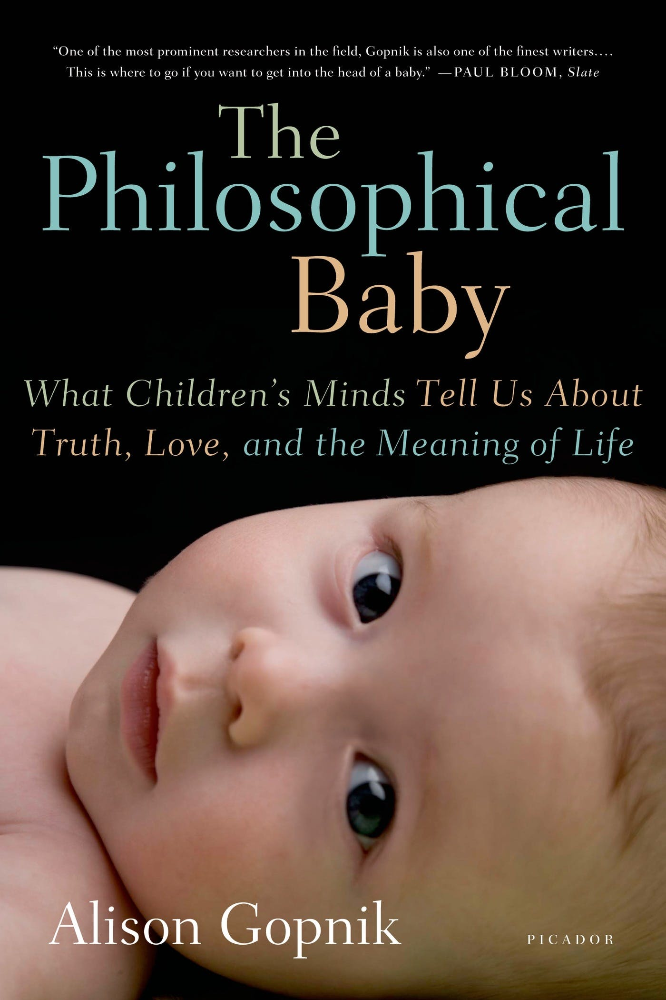 “One of the most prominent researchers in the field, Gopnik is also one of the finest writers....
This is where to go if you want to get into the head of a baby.” —PAUL BLOOM, Slate
The
Philosophical
Baby
What Children’s Minds Tell Us About
Truth, Love, and the Meaning of Life
Alison Gopnik
PICADOR